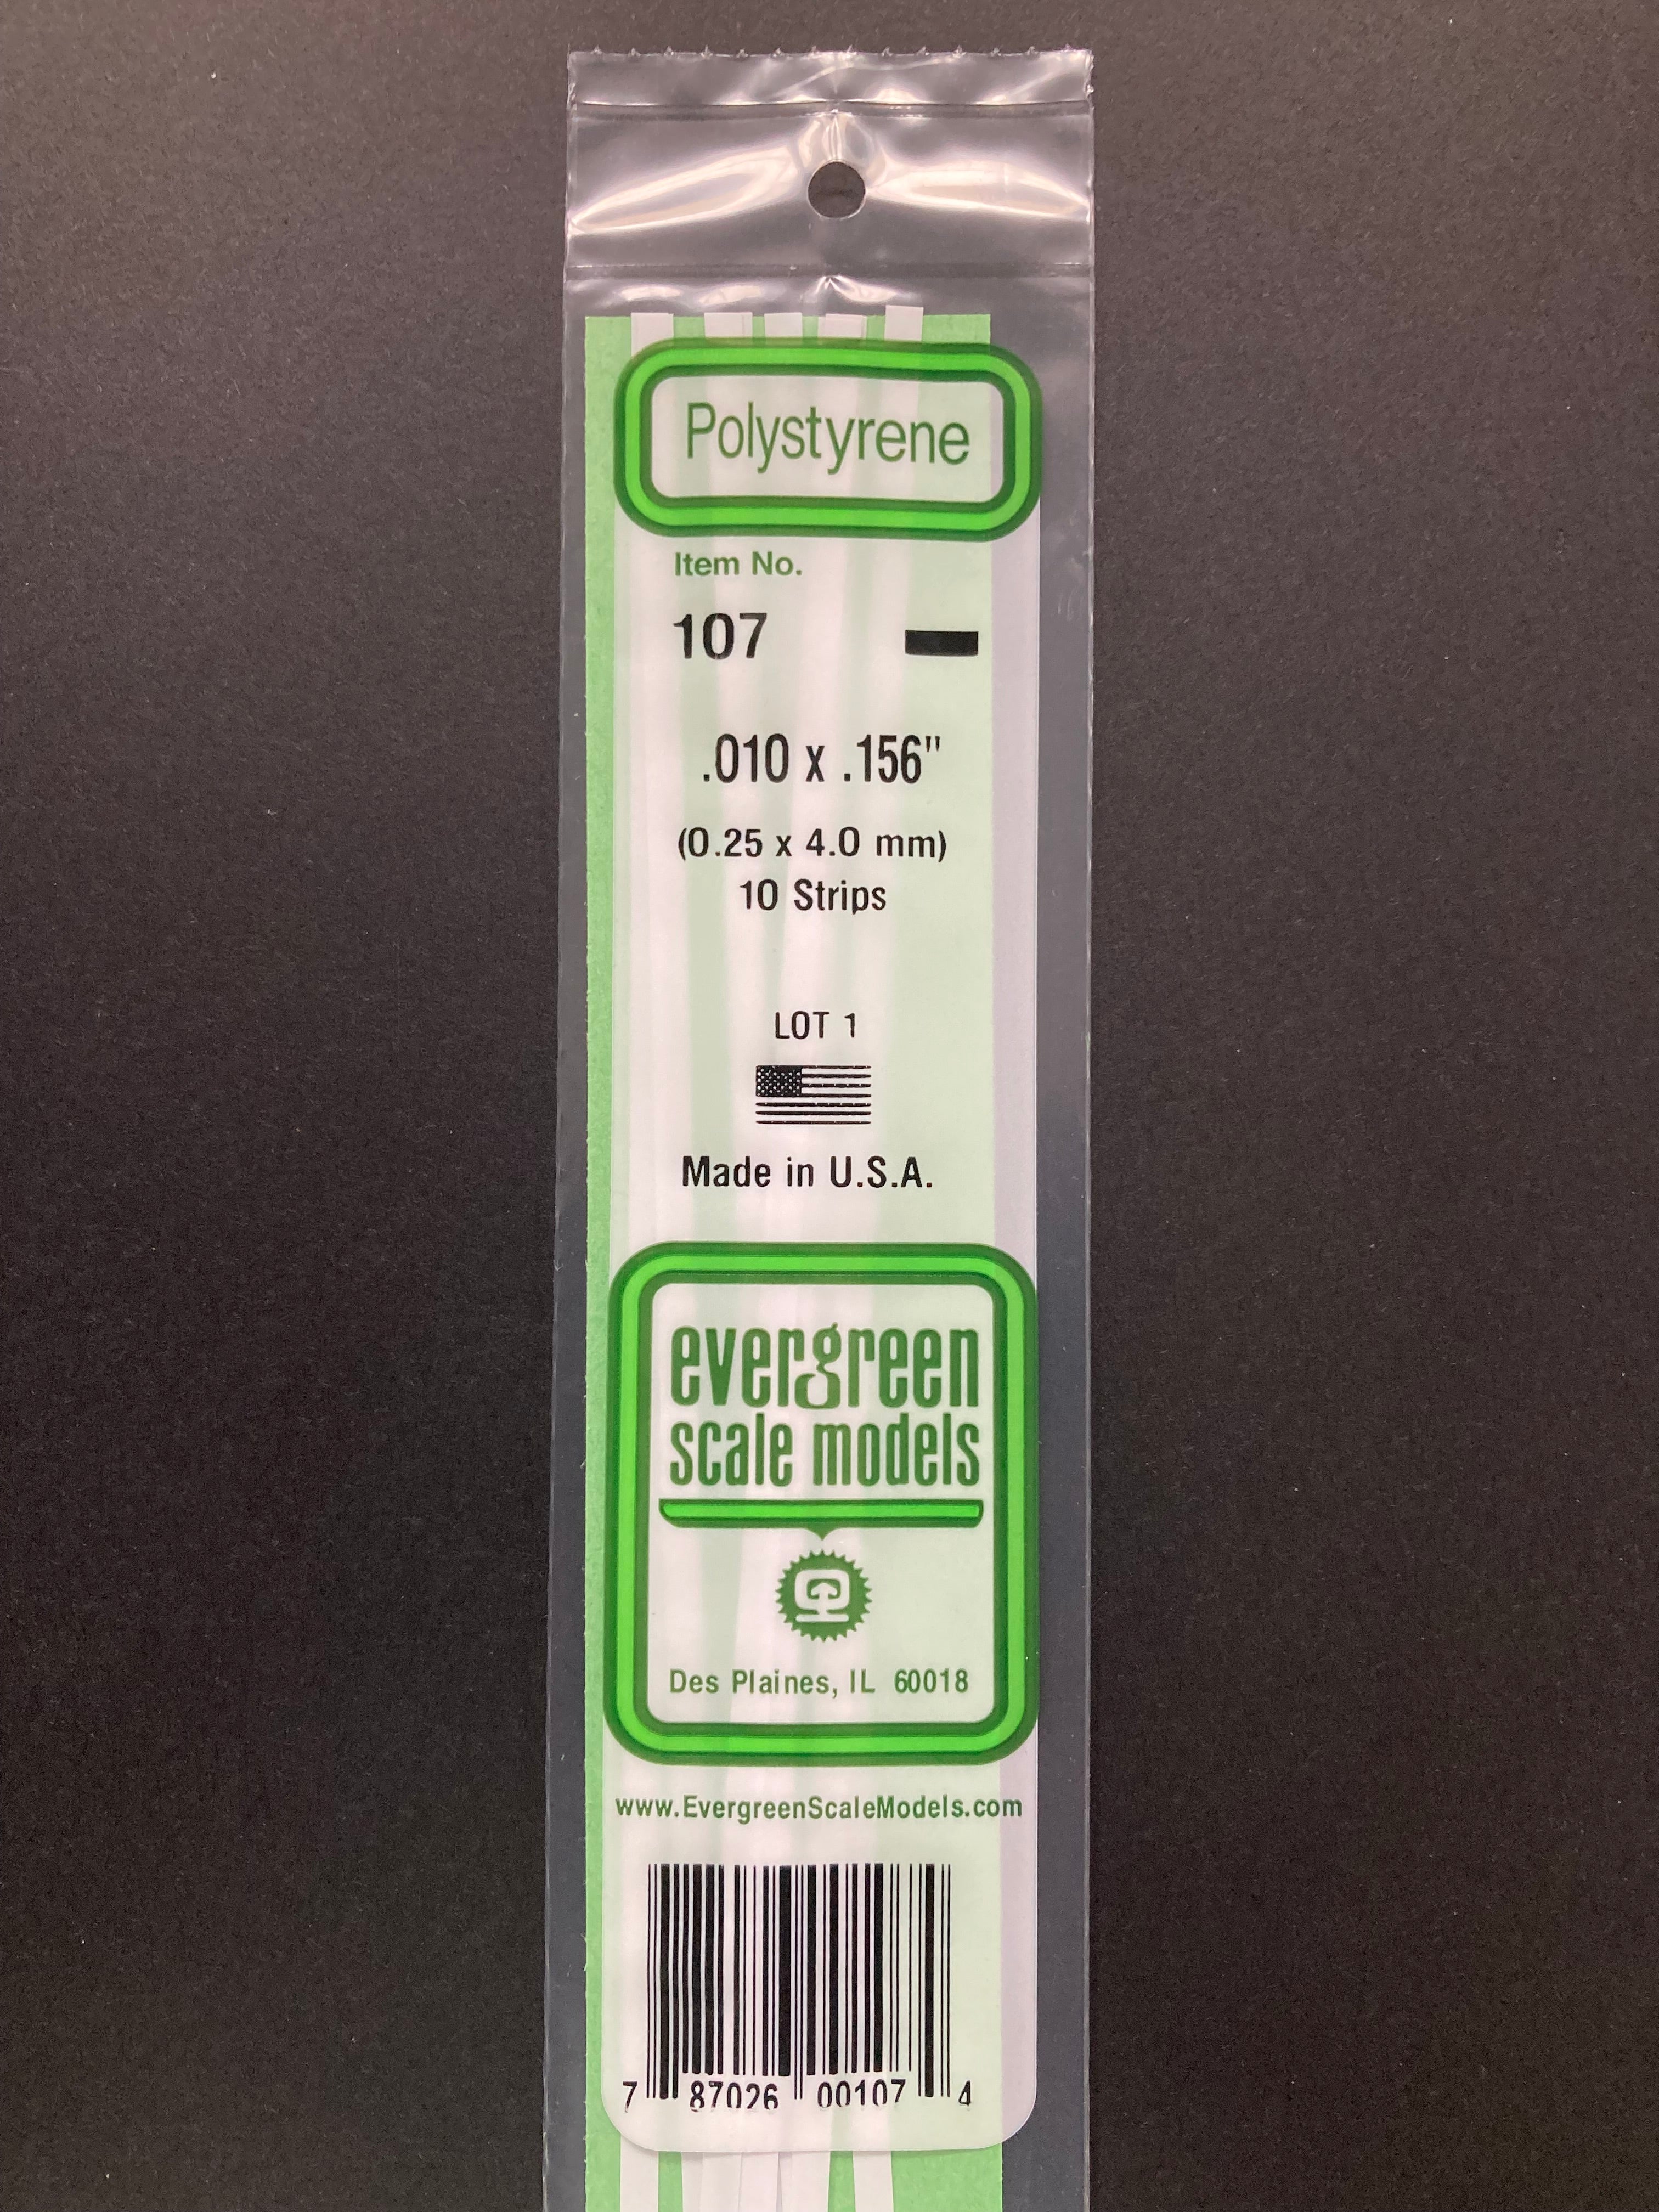 Polystyrene
Item No.
107
.010 x .156"
(0.25 x 4.0 mm)
10 Strips
LOT 1
Made in U.S.A.
evergreen
scale models
Des Plaines, IL 60018
www.EvergreenScaleModels.com
7 87026 00107 4